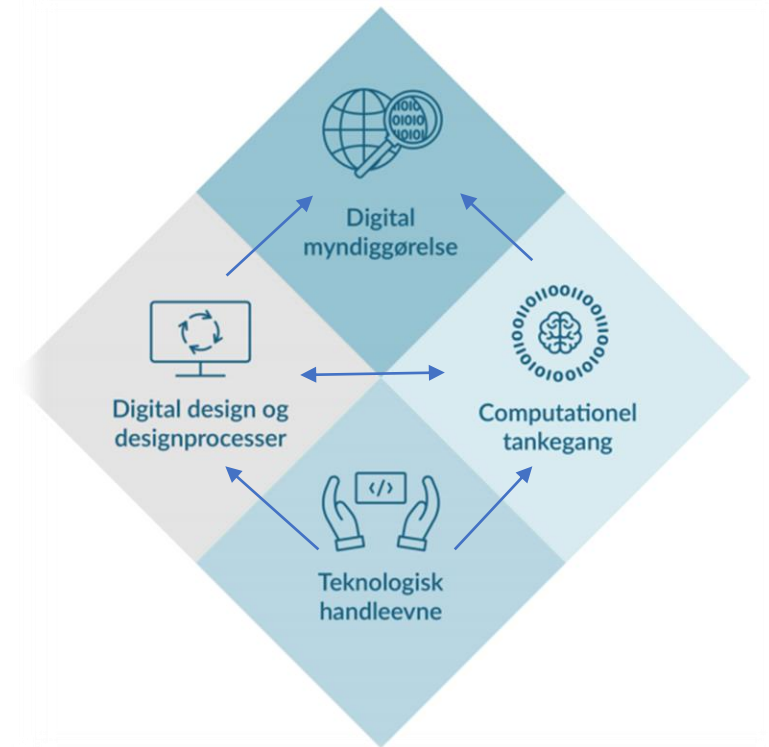 Digital
myndiggørelse
Digital design og
designprocesser
Computationel
tankegang
</>
Teknologisk
handleevne